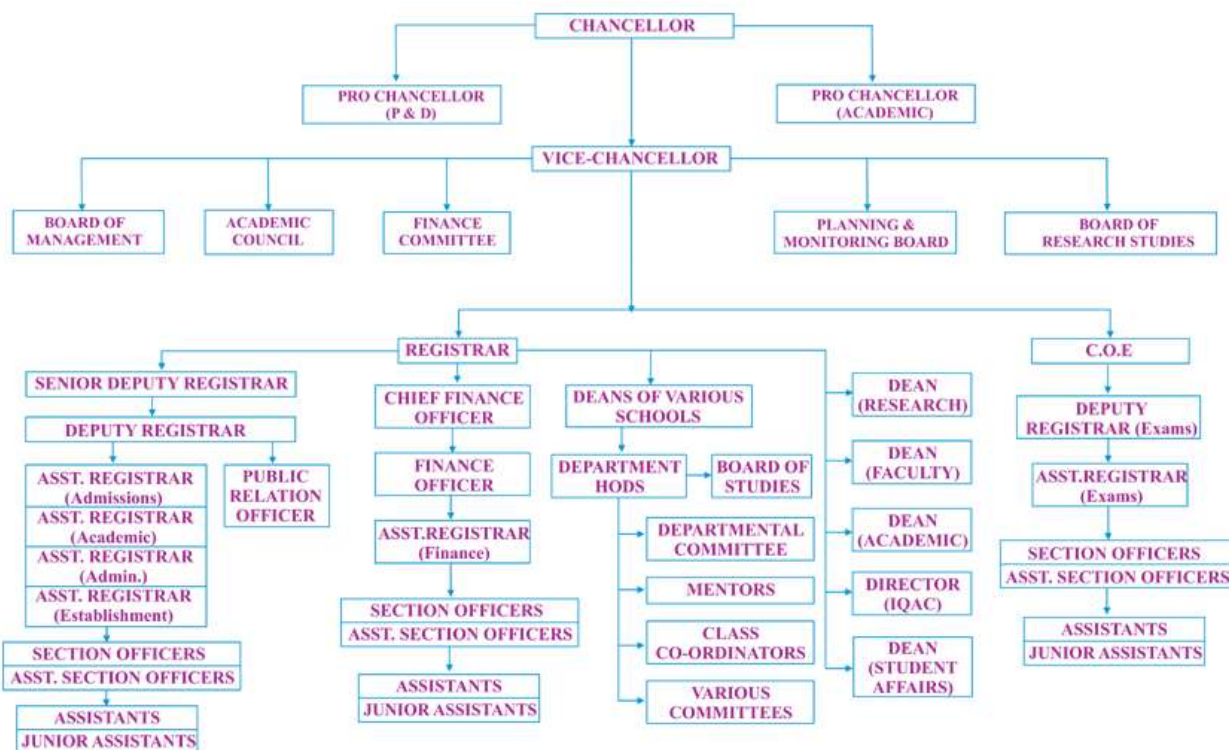 CHANCELLOR
PRO CHANCELLOR
(P & D)
PRO CHANCELLOR
(ACADEMIC)
VICE-CHANCELLOR
BOARD OF
MANAGEMENT
ACADEMIC
COUNCIL
FINANCE
COMMITTEE
PLANNING &
MONITORING BOARD
BOARD OF
RESEARCH STUDIES
REGISTRAR
C.O.E
SENIOR DEPUTY REGISTRAR
DEPUTY REGISTRAR
ASST. REGISTRAR
(Admissions)
ASST. REGISTRAR
(Academic)
ASST. REGISTRAR
(Admin.)
ASST. REGISTRAR
(Establishment)
PUBLIC
RELATION
OFFICER
SECTION OFFICERS
ASST. SECTION OFFICERS
ASSISTANTS
JUNIOR ASSISTANTS
CHIEF FINANCE
OFFICER
FINANCE
OFFICER
ASST.REGISTRAR
(Finance)
SECTION OFFICERS
ASST. SECTION OFFICERS
ASSISTANTS
JUNIOR ASSISTANTS
DEANS OF VARIOUS
SCHOOLS
DEPARTMENT
HODS
BOARD OF
STUDIES
DEPARTMENTAL
COMMITTEE
MENTORS
CLASS
CO-ORDINATORS
VARIOUS
COMMITTEES
DEAN
(RESEARCH)
DEAN
(FACULTY)
DEAN
(ACADEMIC)
DIRECTOR
(IQAC)
DEAN
(STUDENT
AFFAIRS)
DEPUTY
REGISTRAR (Exams)
ASST.REGISTRAR
(Exams)
SECTION OFFICERS
ASST. SECTION OFFICERS
ASSISTANTS
JUNIOR ASSISTANTS